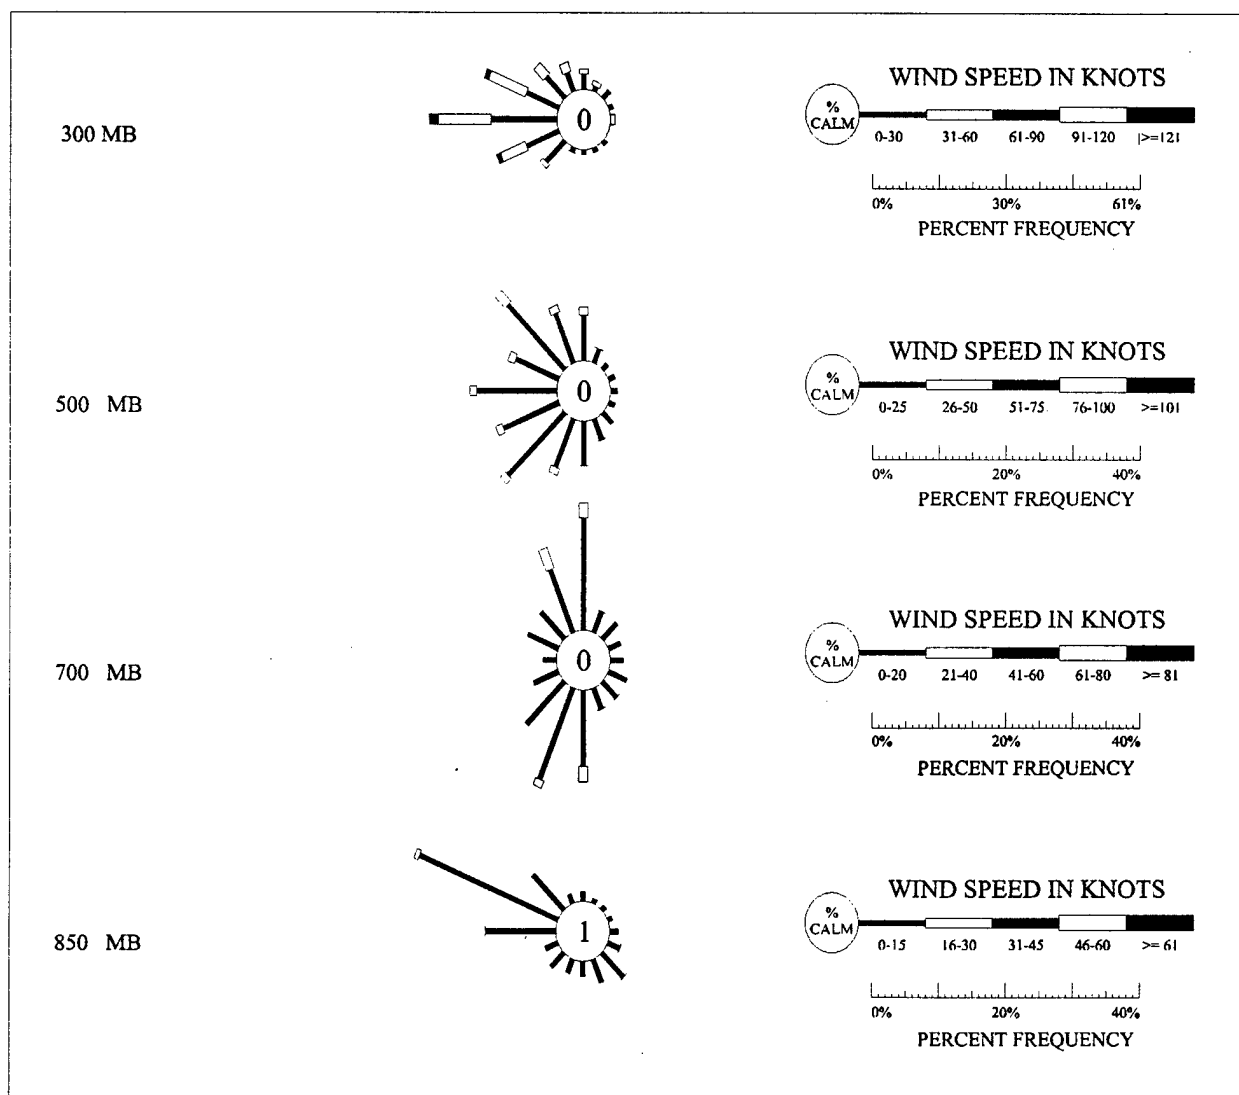 300 MB
0
WIND SPEED IN KNOTS
% CALM
0-30 31-60 61-90 91-120 >=121
0% 30% 61%
PERCENT FREQUENCY
500 MB
0
WIND SPEED IN KNOTS
% CALM
0-25 26-50 51-75 76-100 >=101
0% 20% 40%
PERCENT FREQUENCY
700 MB
0
WIND SPEED IN KNOTS
% CALM
0-20 21-40 41-60 61-80 >= 81
0% 20% 40%
PERCENT FREQUENCY
850 MB
1
WIND SPEED IN KNOTS
% CALM
0-15 16-30 31-45 46-60 >= 61
0% 20% 40%
PERCENT FREQUENCY